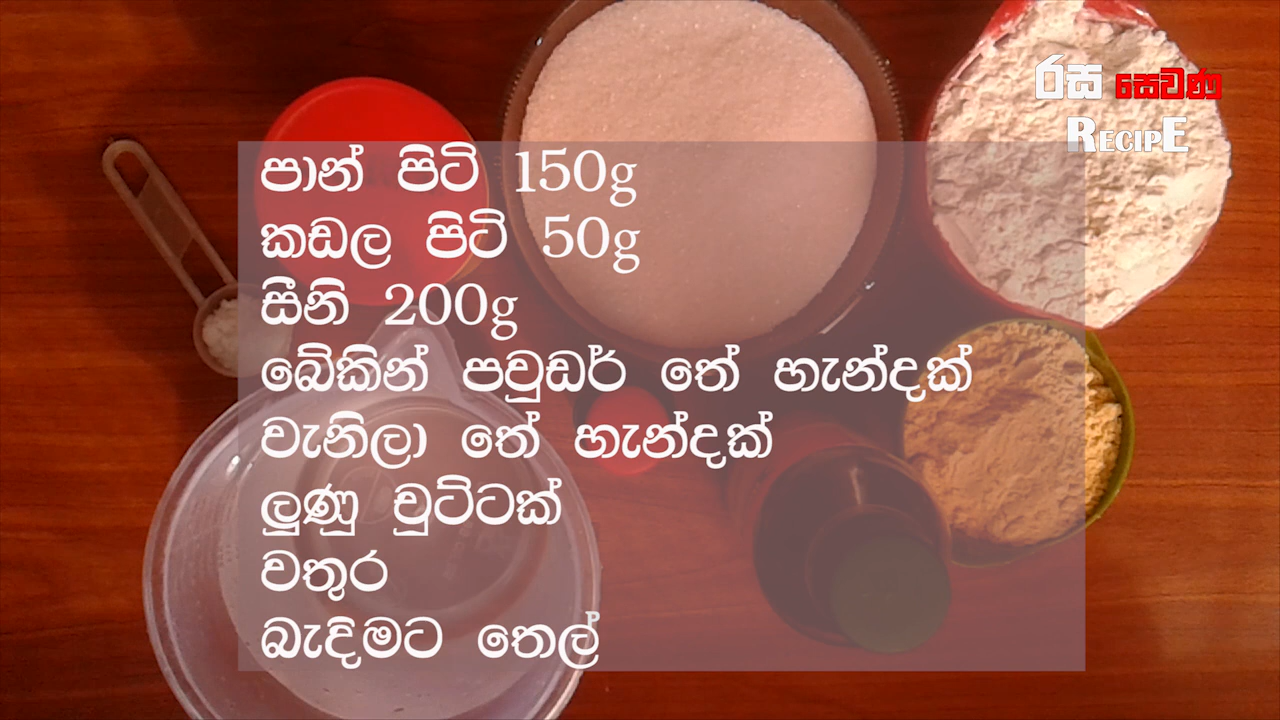 රස සෙවණ
RECIPE
පාන් පිටි 150g
කඩල පිටි 50g
සීනි 200g
බේකින් පවුඩර් තේ හැන්දක්
වැනිලා තේ හැන්දක්
ලුණු චුට්ටක්
වතුර
බැදිමට තෙල්